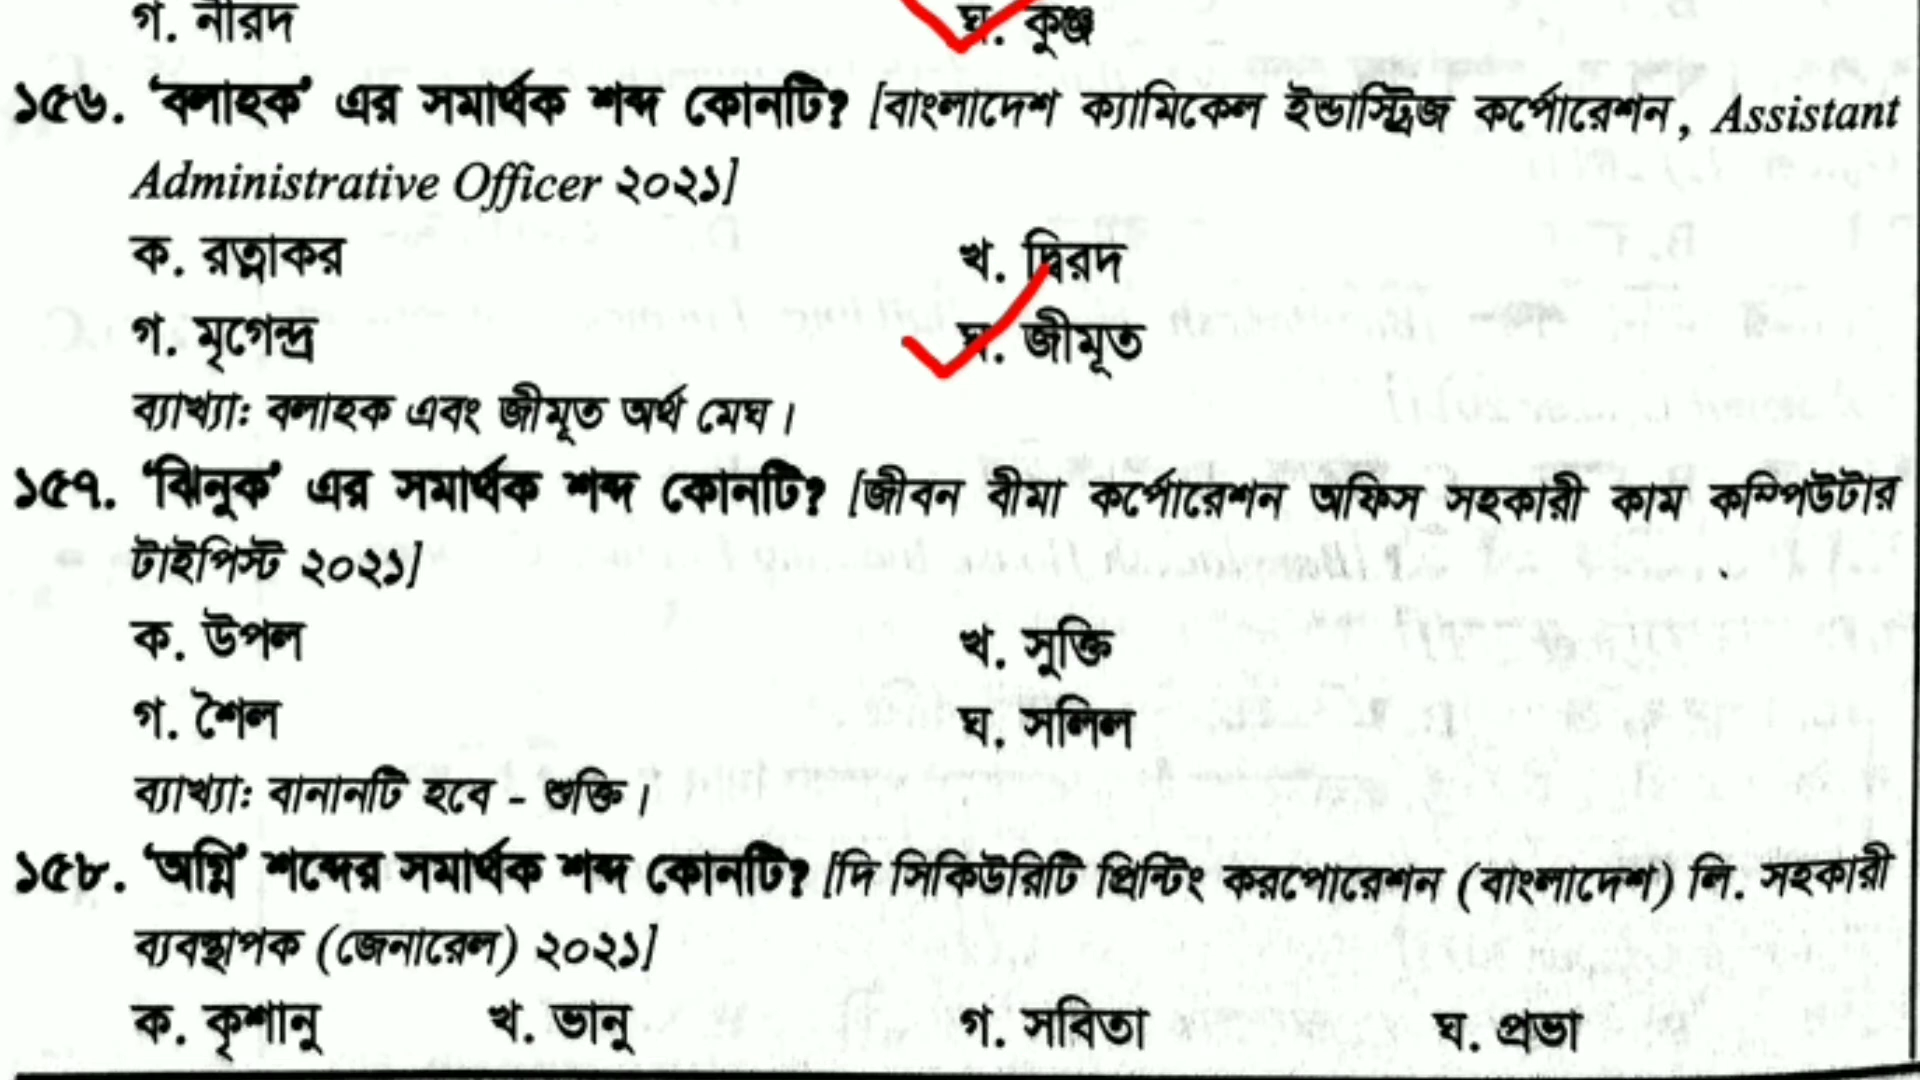 গ. নীরদ ঘ. কুঞ্জ
১৫৬. ‘বলাহক’ এর সমার্থক শব্দ কোনটি? [বাংলাদেশ ক্যামিকেল ইন্ডাস্ট্রিজ কর্পোরেশন, Assistant
Administrative Officer ২০২১]
ক. রত্নাকর খ. দ্বিরদ
গ. মৃগেন্দ্র ঘ. জীমূত
ব্যাখ্যাঃ বলাহক এবং জীমূত অর্থ মেঘ।
১৫৭. ‘ঝিনুক’ এর সমার্থক শব্দ কোনটি? [জীবন বীমা কর্পোরেশন অফিস সহকারী কাম কম্পিউটার
টাইপিস্ট ২০২১]
ক. উপল খ. সুক্তি
গ. শৈল ঘ. সলিল
ব্যাখ্যাঃ বানানটি হবে - শুক্তি।
১৫৮. ‘অগ্নি’ শব্দের সমার্থক শব্দ কোনটি? [দি সিকিউরিটি প্রিন্টিং করপোরেশন (বাংলাদেশ) লি. সহকারী
ব্যবস্থাপক (জেনারেল) ২০২১]
ক. কৃশানু খ. ভানু গ. সবিতা ঘ. প্রভা